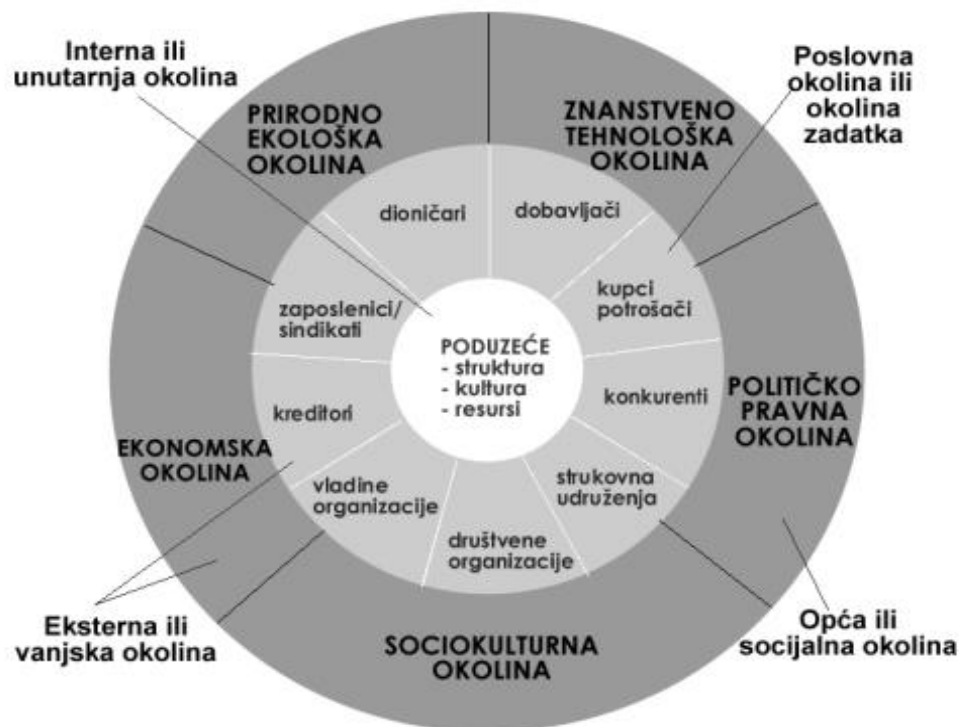 Interna ili
unutarnja okolina
Poslovna
okolina ili
okolina
zadatka
PRIRODNO
EKOLOŠKA
OKOLINA
ZNANSTVENO
TEHNOLOŠKA
OKOLINA
dioničari
dobavljači
zaposlenici/
sindikati
kupci
potrošači
PODUZEĆE
- struktura
- kultura
- resursi
kreditori
konkurenti
EKONOMSKA
OKOLINA
POLITIČKO
PRAVNA
OKOLINA
vladine
organizacije
strukovna
udruženja
društvene
organizacije
Eksterna ili
vanjska okolina
SOCIOKULTURNA
OKOLINA
Opća ili
socijalna okolina